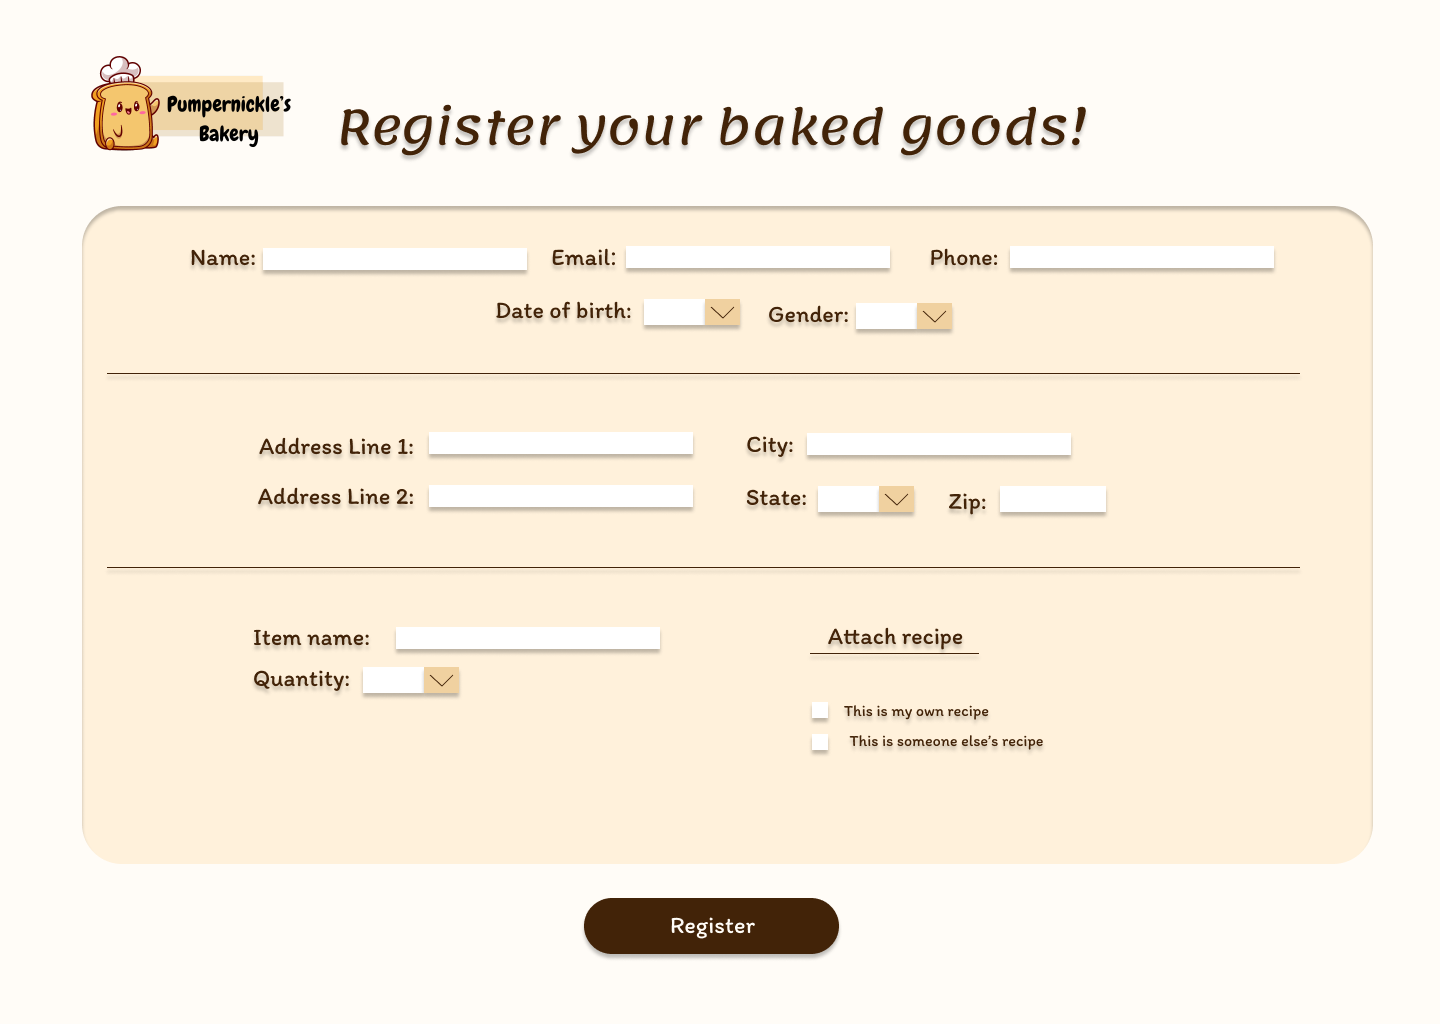 Pumpernickle's
Bakery
Register your baked goods!
Name:
Email:
Phone:
Date of birth:
Gender:
Address Line 1:
City:
Address Line 2:
State:
Zip:
Item name:
Attach recipe
Quantity:
This is my own recipe
This is someone else's recipe
Register